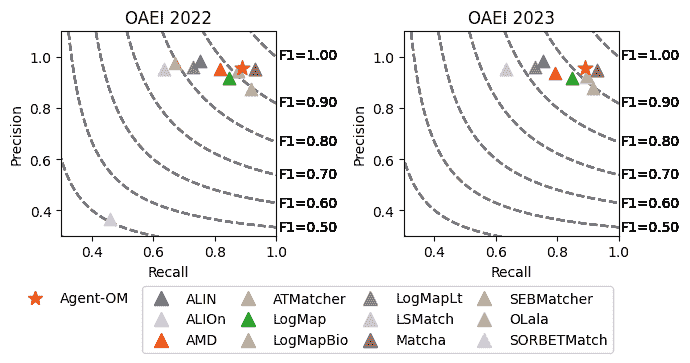 OAEI 2022
OAEI 2023
Precision
1.0
0.8
0.6
0.4
F1=1.00
F1=0.90
F1=0.80
F1=0.70
F1=0.60
F1=0.50
0.4 0.6 0.8 1.0
Recall
Precision
1.0
0.8
0.6
0.4
F1=1.00
F1=0.90
F1=0.80
F1=0.70
F1=0.60
F1=0.50
0.4 0.6 0.8 1.0
Recall
Agent-OM
ALIN ATMatcher LogMapLt SEBMatcher
ALIOn LogMap LSMatch OLala
AMD LogMapBio Matcha SORBETMatch